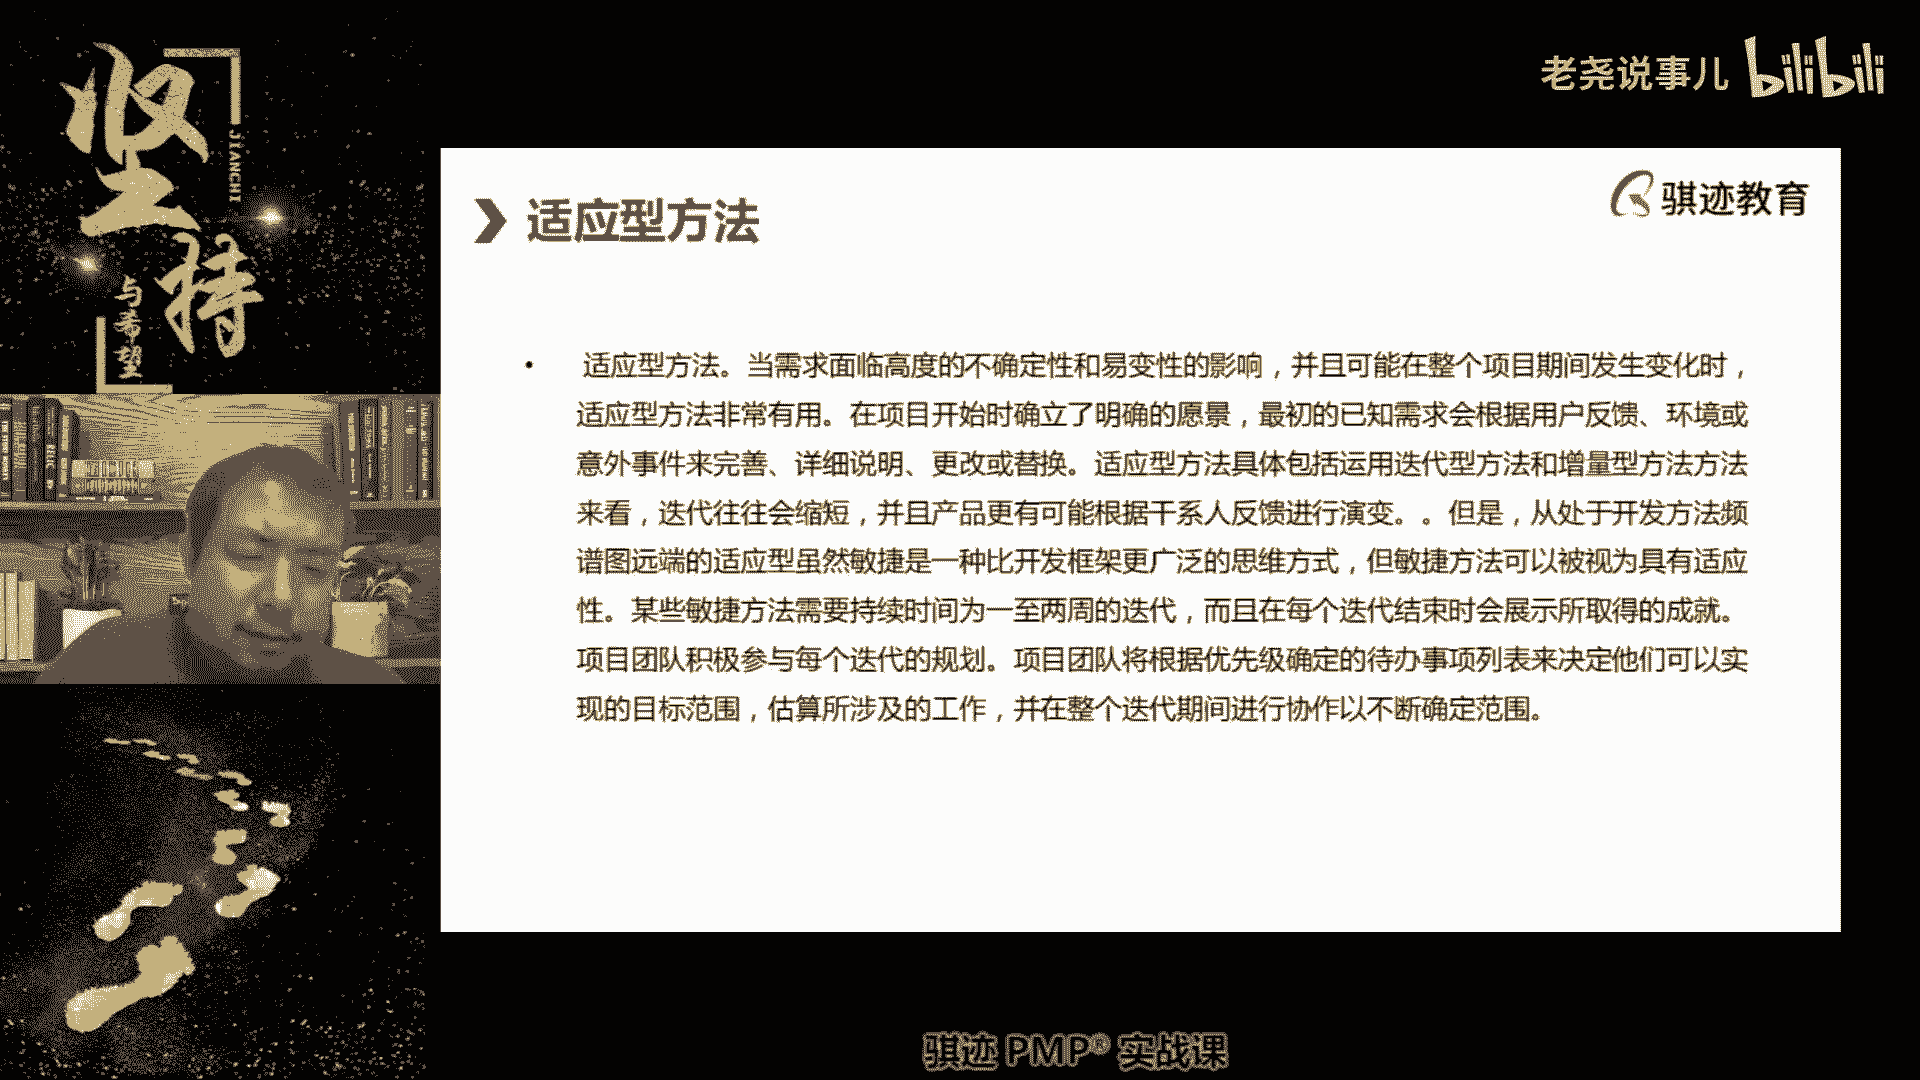 坚持
JIANCHI
与希望
老尧说事儿 bilibili
骐迹教育
适应型方法
• 适应型方法。当需求面临高度的不确定性和易变性的影响，并且可能在整个项目期间发生变化时，
适应型方法非常有用。在项目开始时确立了明确的愿景，最初的已知需求会根据用户反馈、环境或
意外事件来完善、详细说明、更改或替换。适应型方法具体包括运用迭代型方法和增量型方法方法
来看，迭代往往会缩短，并且产品更有可能根据干系人反馈进行演变。。但是，从处于开发方法频
谱图远端的适应型虽然敏捷是一种比开发框架更广泛的思维方式，但敏捷方法可以被视为具有适应
性。某些敏捷方法需要持续时间为一至两周的迭代，而且在每个迭代结束时会展示所取得的成就。
项目团队积极参与每个迭代的规划。项目团队将根据优先级确定的待办事项列表来决定他们可以实
现的目标范围，估算所涉及的工作，并在整个迭代期间进行协作以不断确定范围。
骐迹 PMP® 实战课